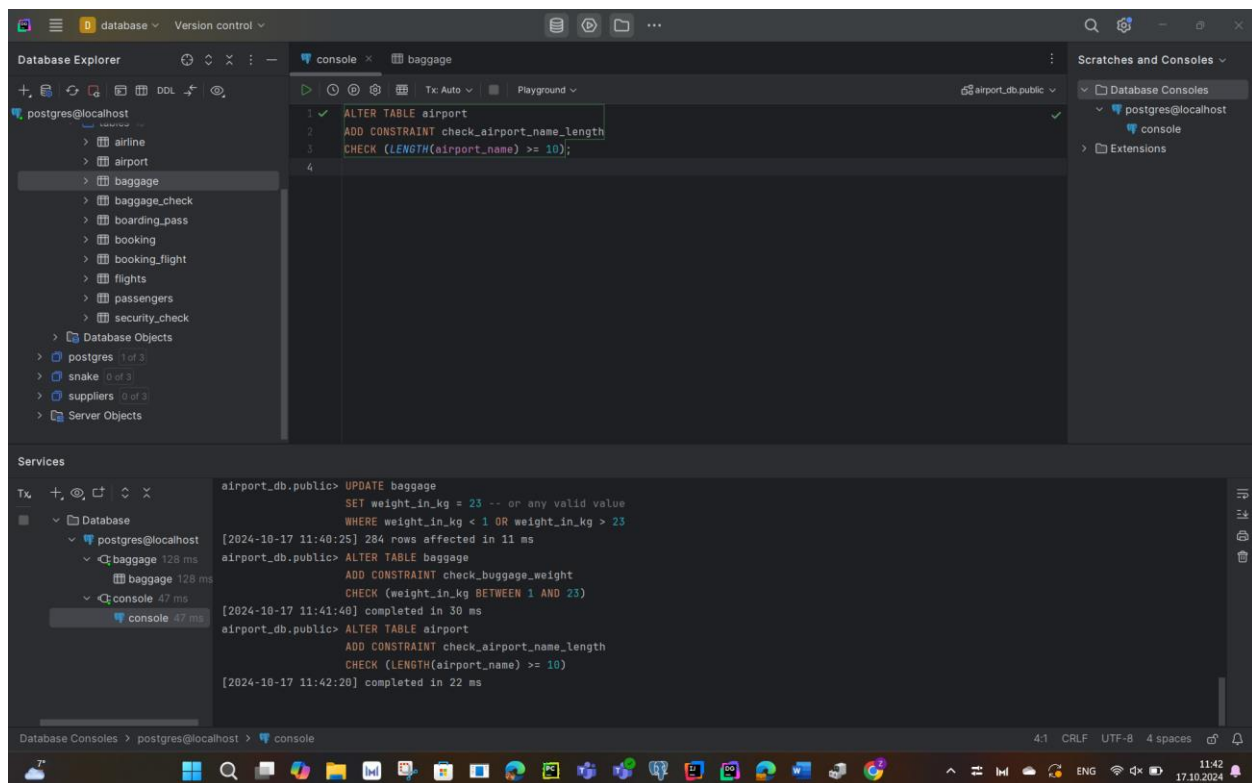 D database Version control
Database Explorer
console
baggage
Scratches and Consoles
DDL
Tx: Auto
Playground
airport_db.public
postgres@localhost
airline
airport
baggage
baggage_check
boarding_pass
booking
booking_flight
flights
passengers
security_check
Database Objects
postgres 1 of 3
snake 0 of 3
suppliers 0 of 3
Server Objects
1 ALTER TABLE airport
2 ADD CONSTRAINT check_airport_name_length
3 CHECK (LENGTH(airport_name) >= 10);
4
Database Consoles
postgres@localhost
console
Extensions
Services
Tx
Database
postgres@localhost
baggage 128 ms
baggage 128 ms
console 47 ms
console 47 ms
airport_db.public> UPDATE baggage
SET weight_in_kg = 23 -- or any valid value
WHERE weight_in_kg < 1 OR weight_in_kg > 23
[2024-10-17 11:40:25] 284 rows affected in 11 ms
airport_db.public> ALTER TABLE baggage
ADD CONSTRAINT check_buggage_weight
CHECK (weight_in_kg BETWEEN 1 AND 23)
[2024-10-17 11:41:40] completed in 30 ms
airport_db.public> ALTER TABLE airport
ADD CONSTRAINT check_airport_name_length
CHECK (LENGTH(airport_name) >= 10)
[2024-10-17 11:42:20] completed in 22 ms
Database Consoles > postgres@localhost > console
4:1 CRLF UTF-8 4 spaces
7°
ENG
11:42
17.10.2024